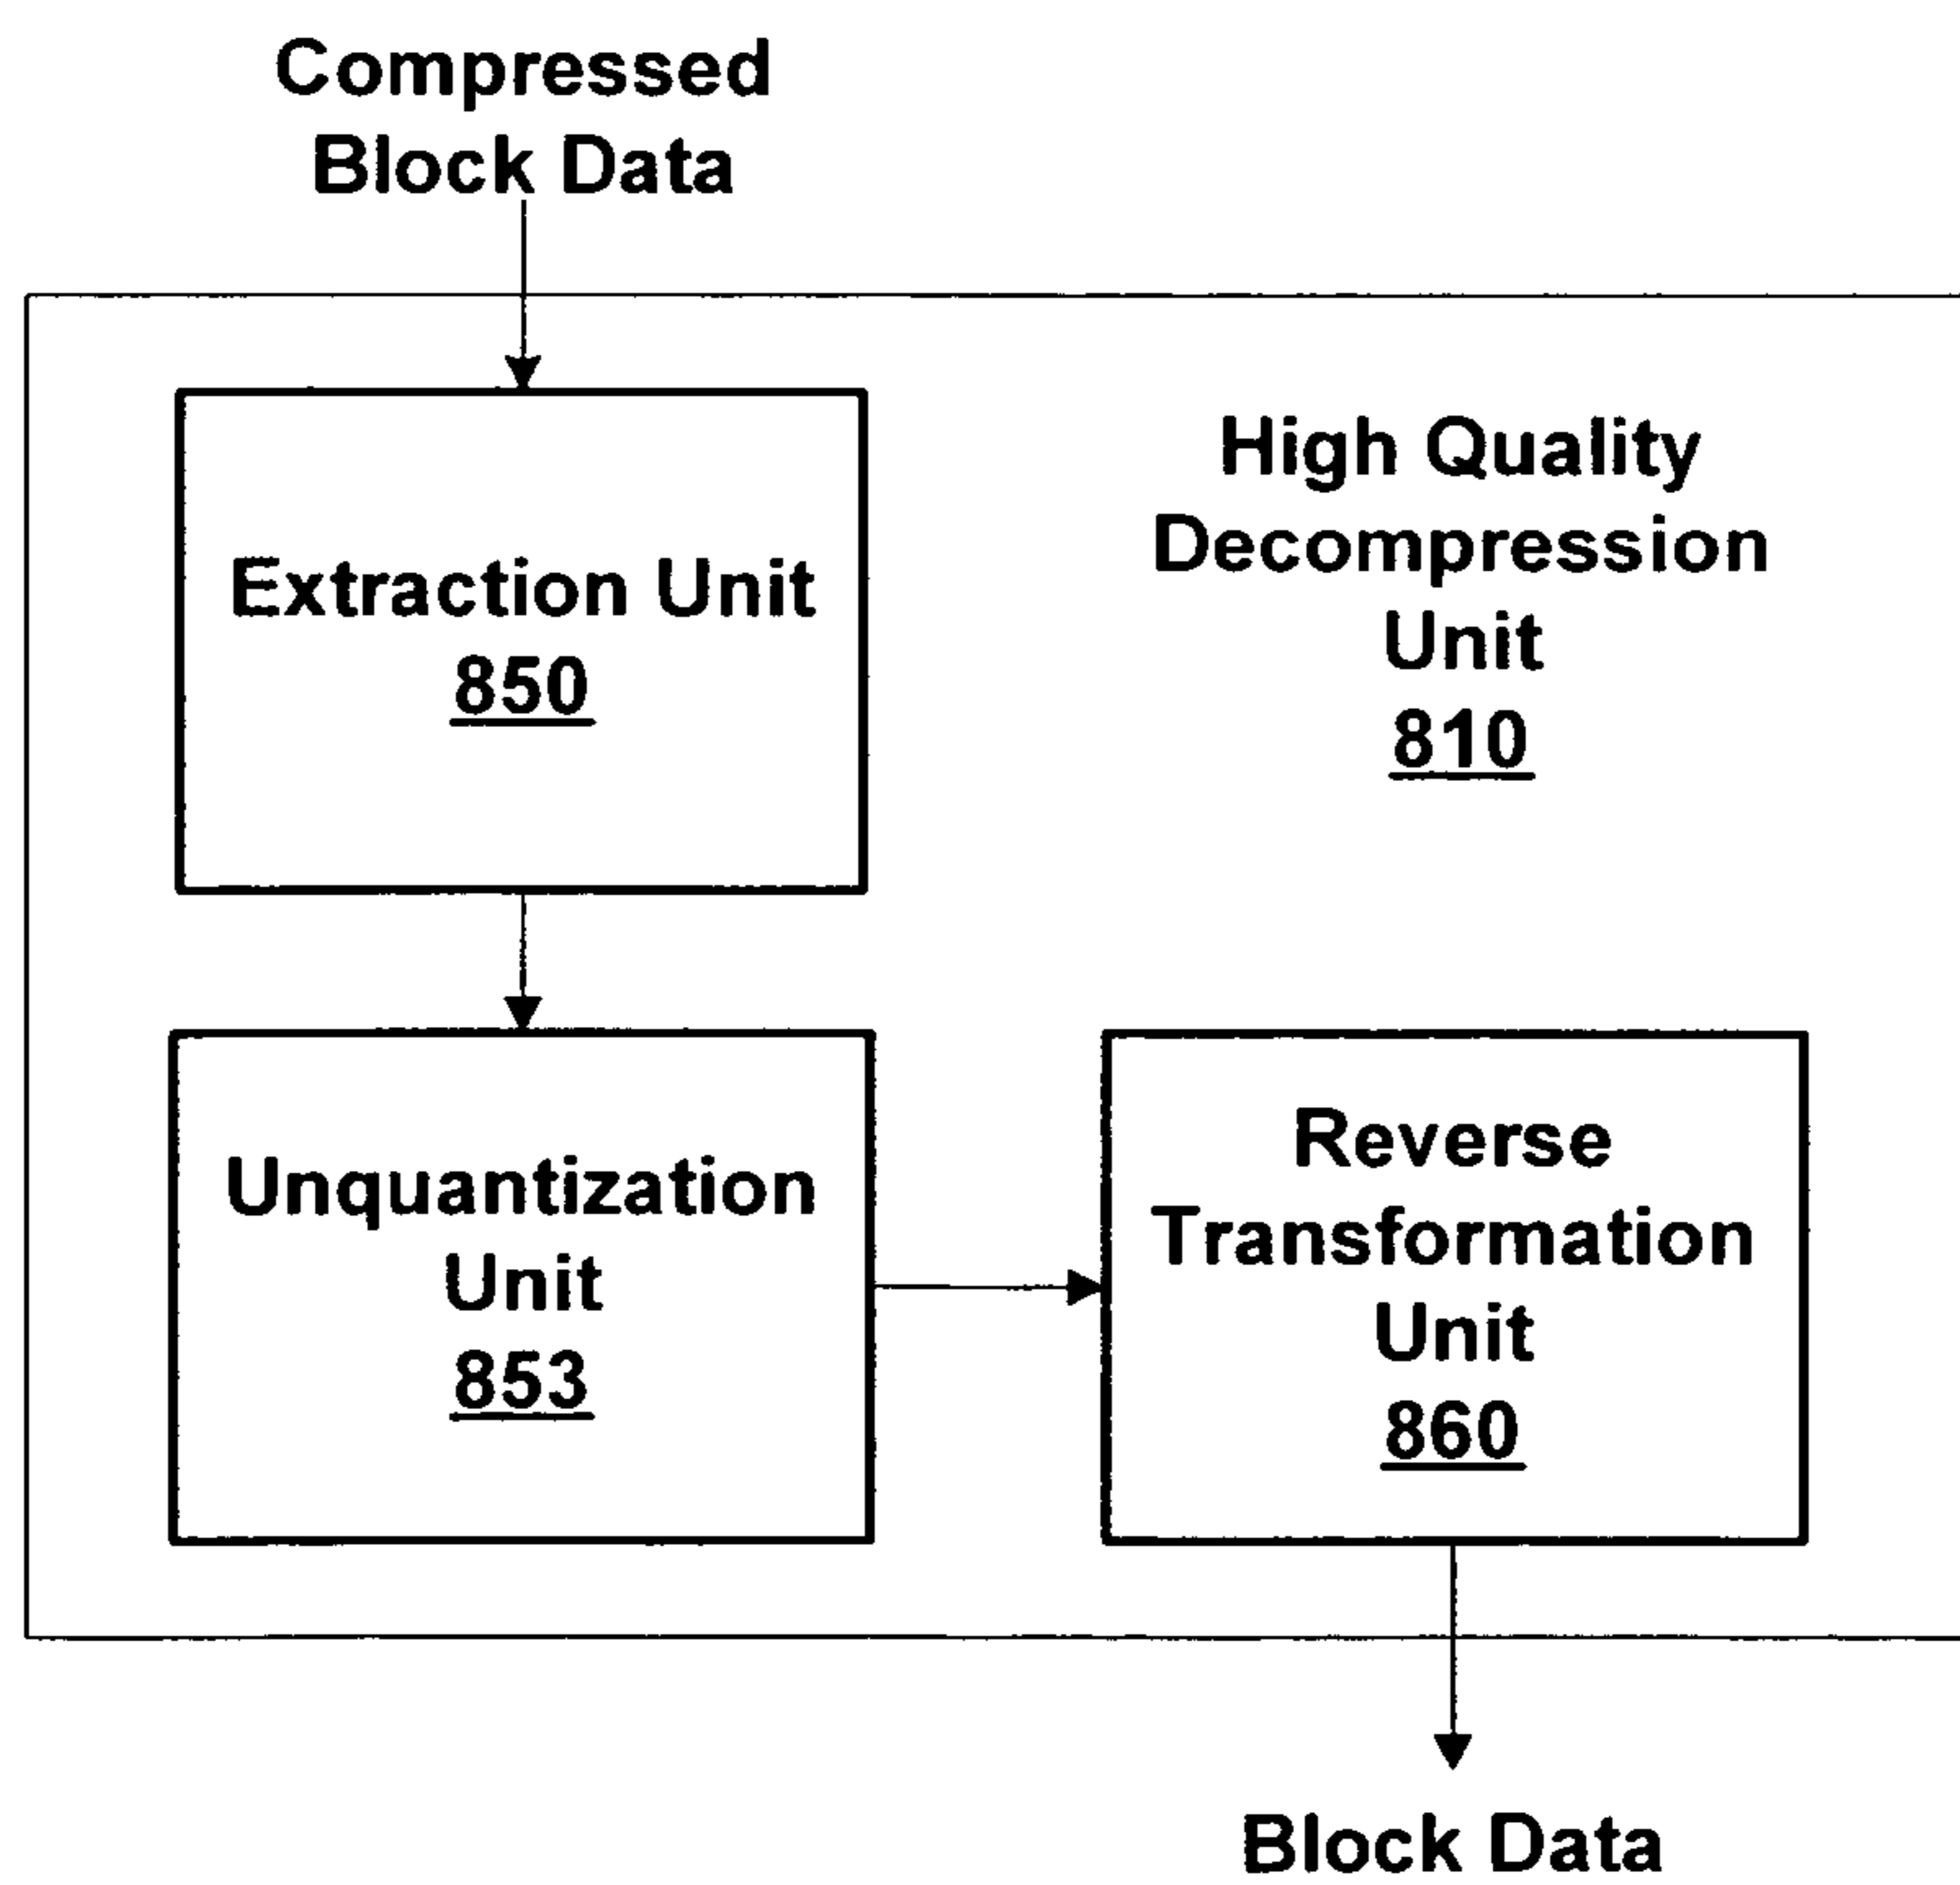 Compressed
Block Data
Extraction Unit
850
High Quality
Decompression
Unit
810
Unquantization
Unit
853
Reverse
Transformation
Unit
860
Block Data